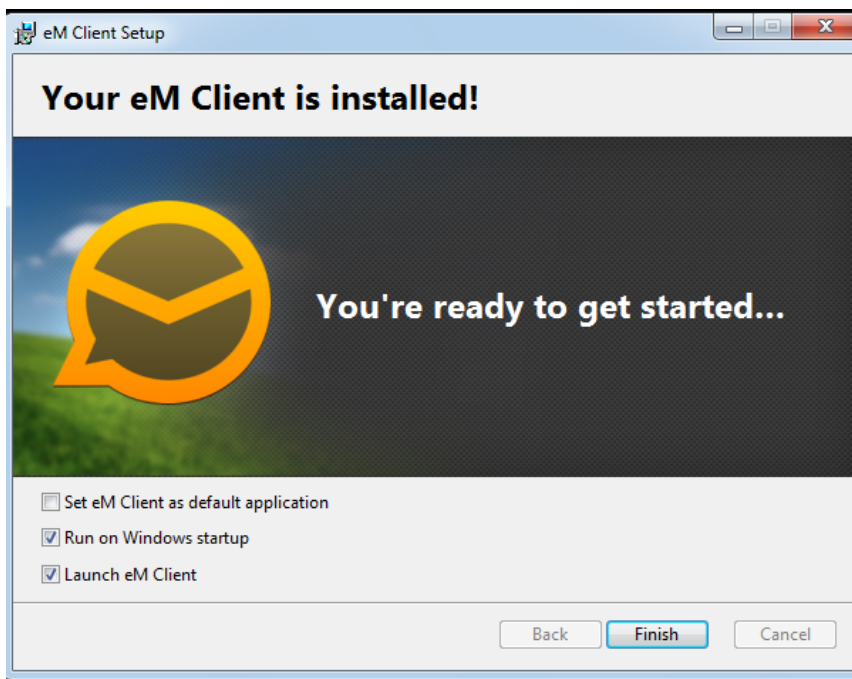 eM Client Setup
Your eM Client is installed!
You're ready to get started...
Set eM Client as default application
Run on Windows startup
Launch eM Client
Back Finish Cancel